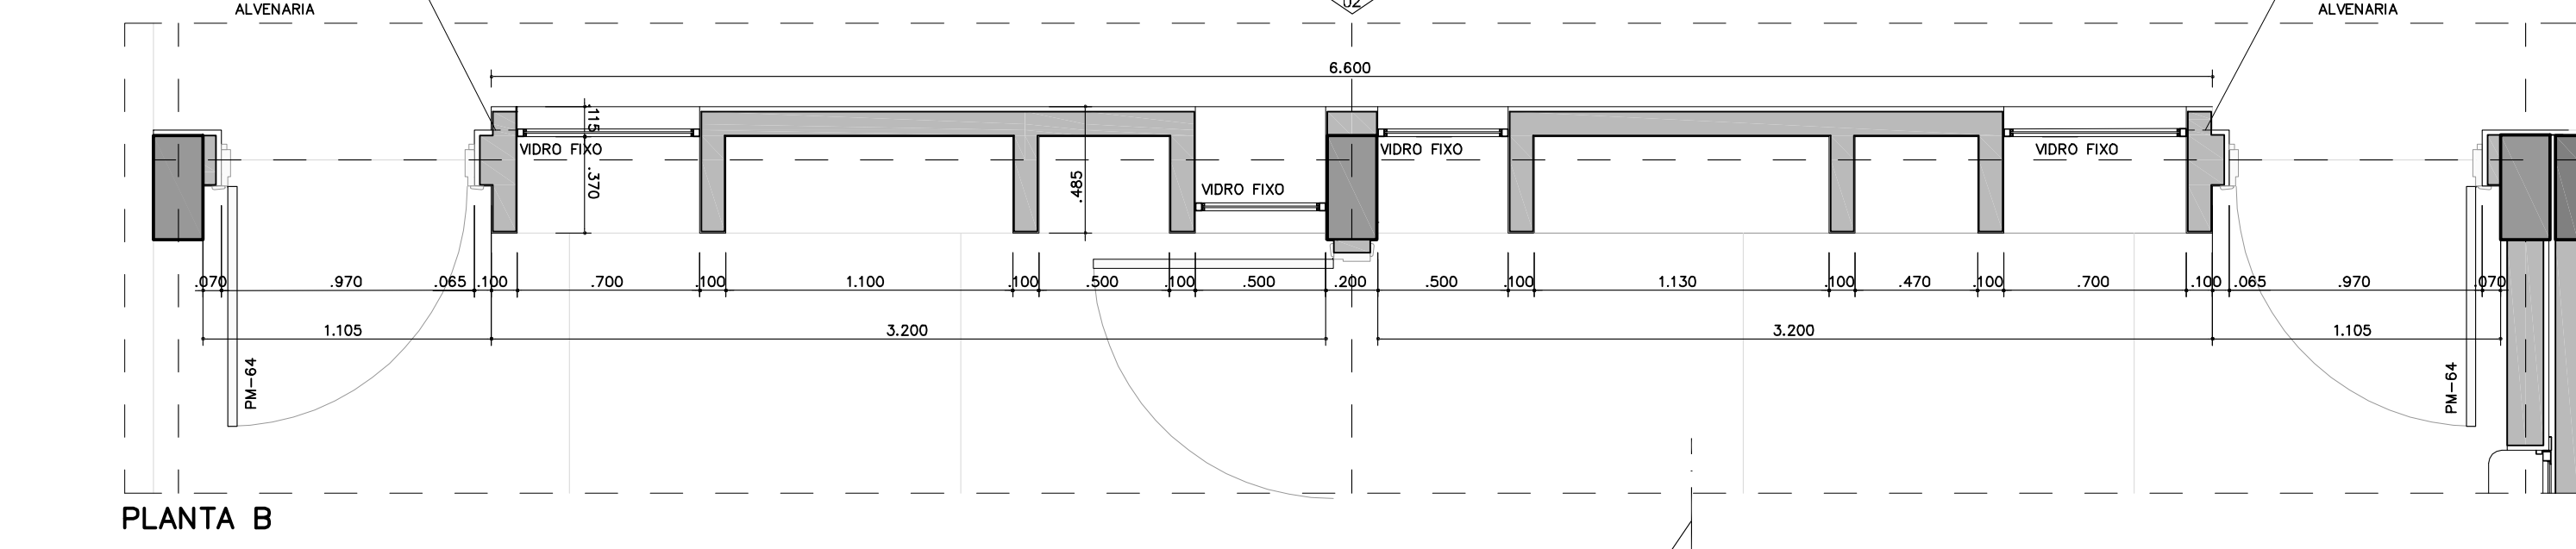 ALVENARIA
02
ALVENARIA
6.600
.115
VIDRO FIXO
.370
.485
VIDRO FIXO
VIDRO FIXO
VIDRO FIXO
.070 .970 .065 .100 .700 .100 1.100 .100 .500 .100 .500 .200 .500 .100 1.130 .100 .470 .100 .700 .100 .065 .970 .070
1.105 3.200 3.200 1.105
PM-64
PM-64
PLANTA B